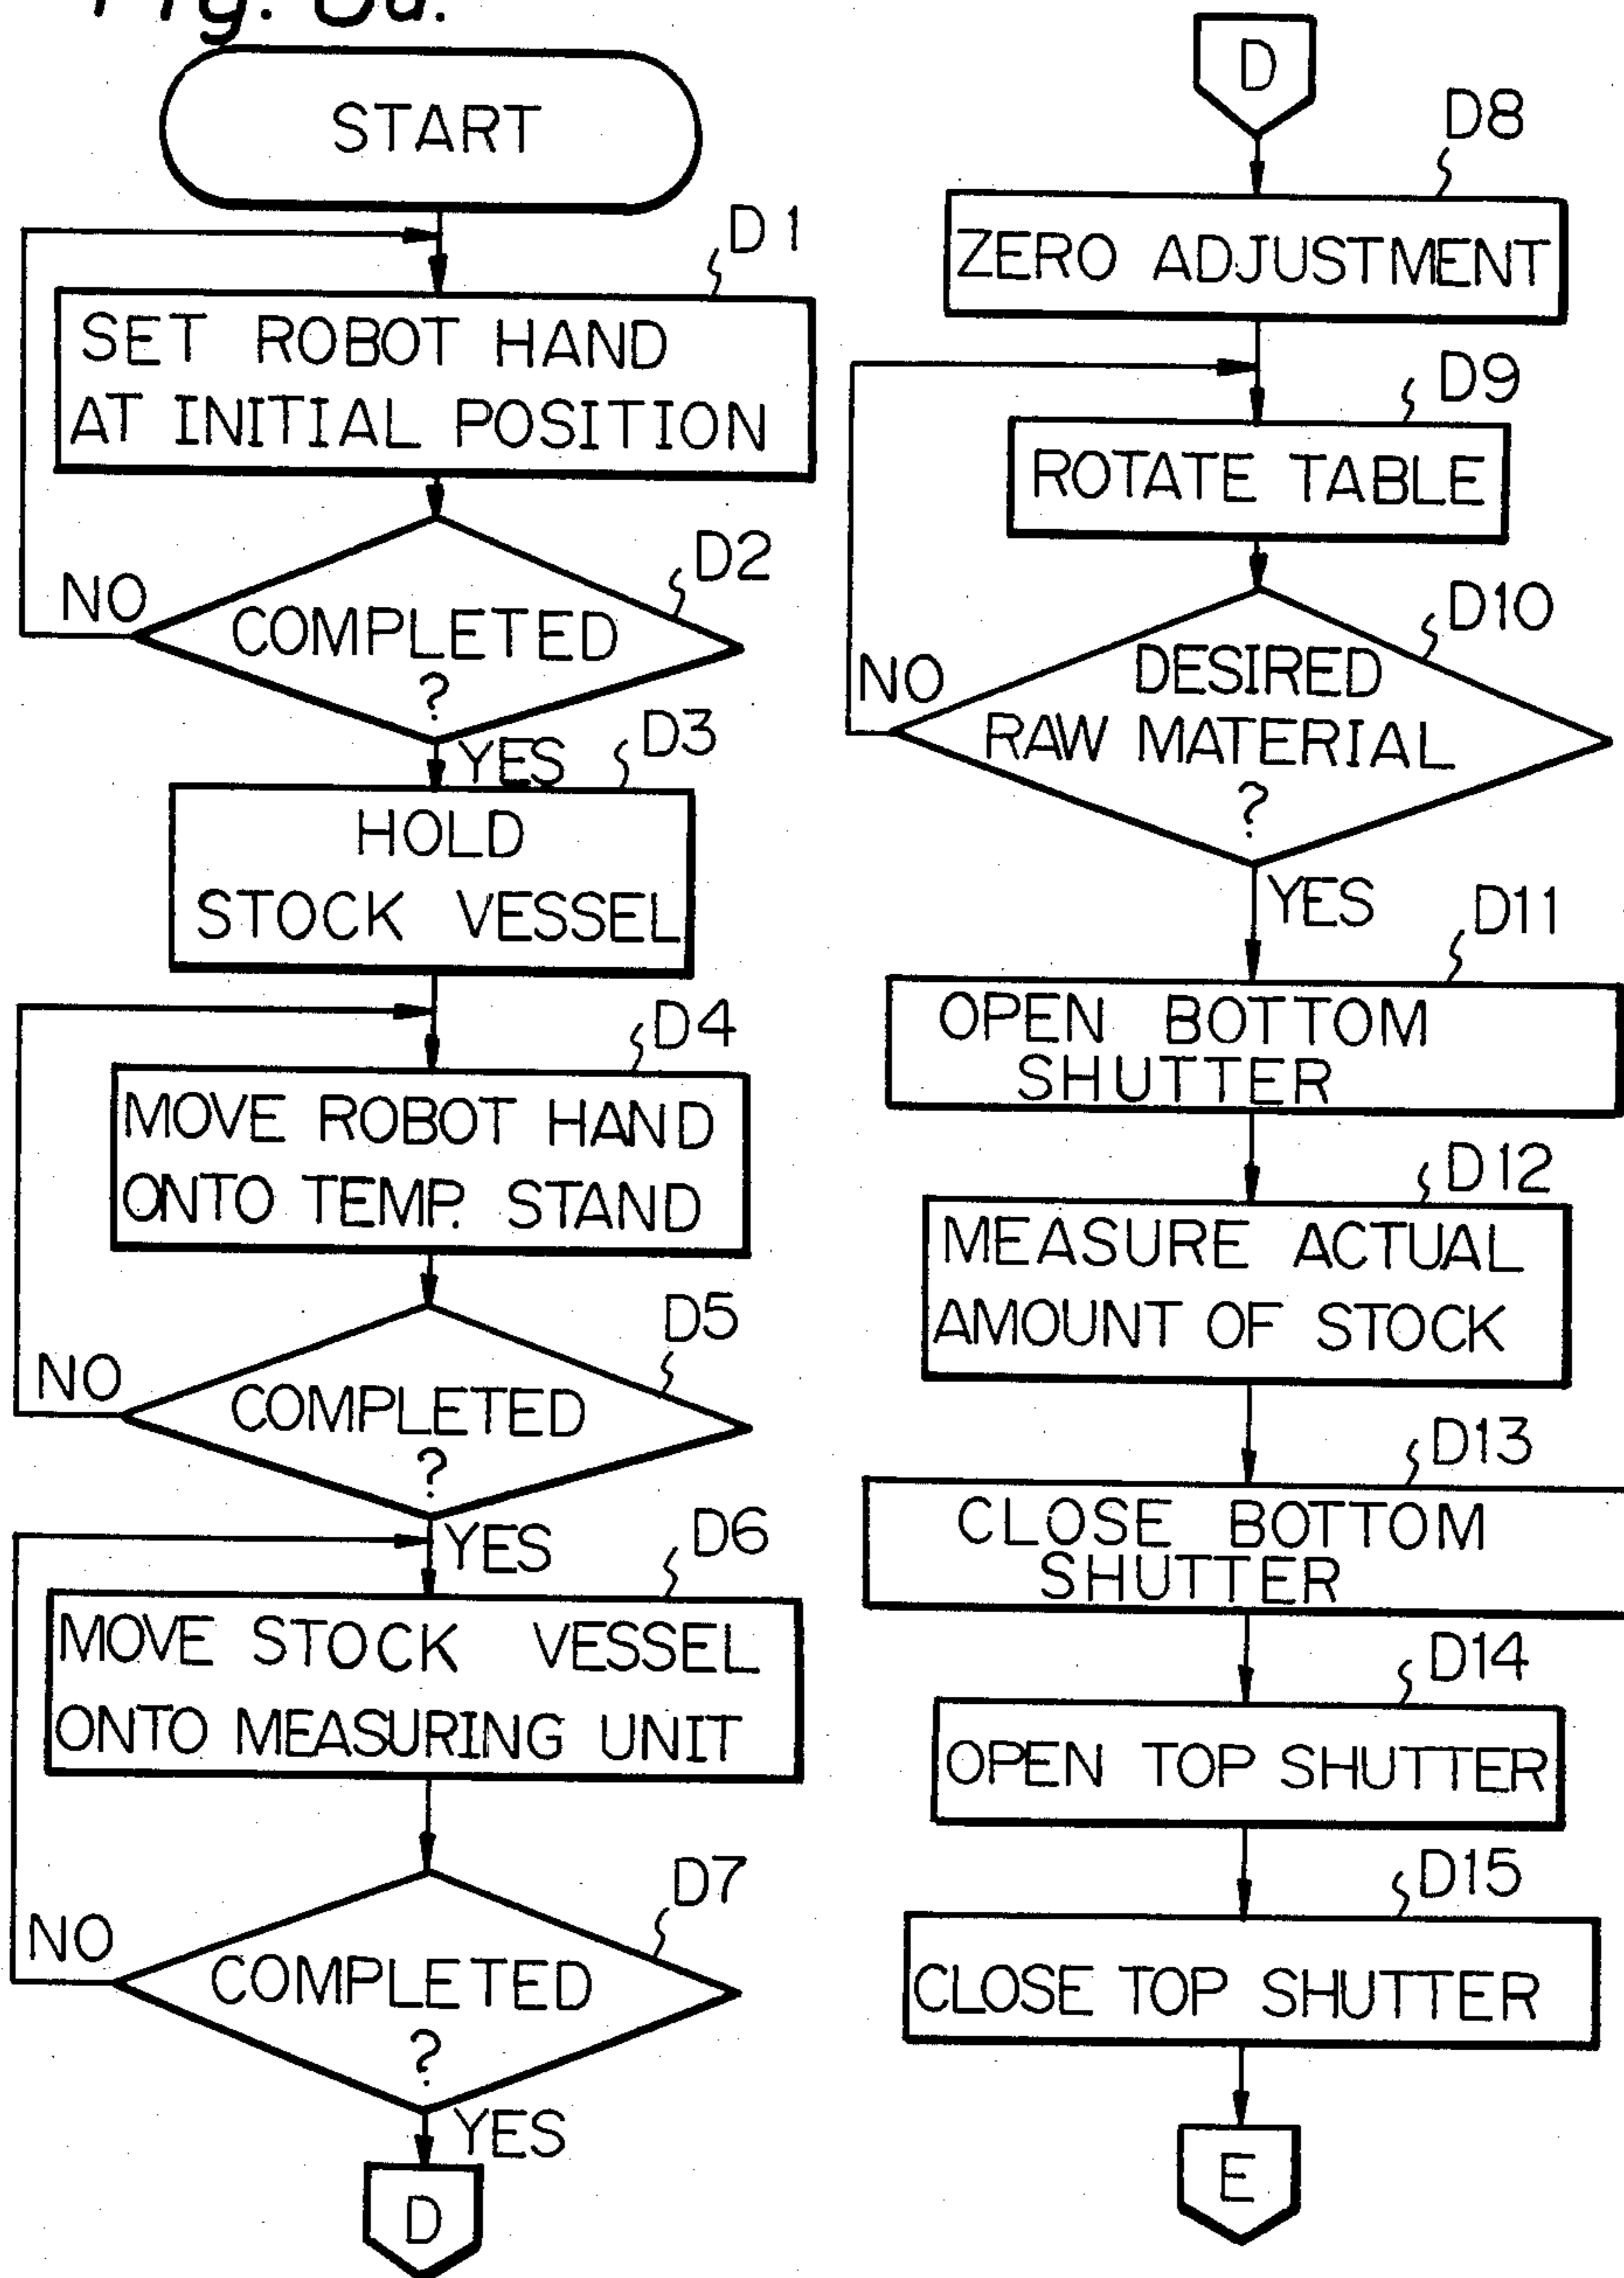 START
D1
SET ROBOT HAND
AT INITIAL POSITION
D2
NO
COMPLETED
?
YES
D3
HOLD
STOCK VESSEL
D4
MOVE ROBOT HAND
ONTO TEMP. STAND
D5
NO
COMPLETED
?
YES
D6
MOVE STOCK VESSEL
ONTO MEASURING UNIT
D7
NO
COMPLETED
?
YES
D
D
D8
ZERO ADJUSTMENT
D9
ROTATE TABLE
D10
NO
DESIRED
RAW MATERIAL
?
YES
D11
OPEN BOTTOM
SHUTTER
D12
MEASURE ACTUAL
AMOUNT OF STOCK
D13
CLOSE BOTTOM
SHUTTER
D14
OPEN TOP SHUTTER
D15
CLOSE TOP SHUTTER
E